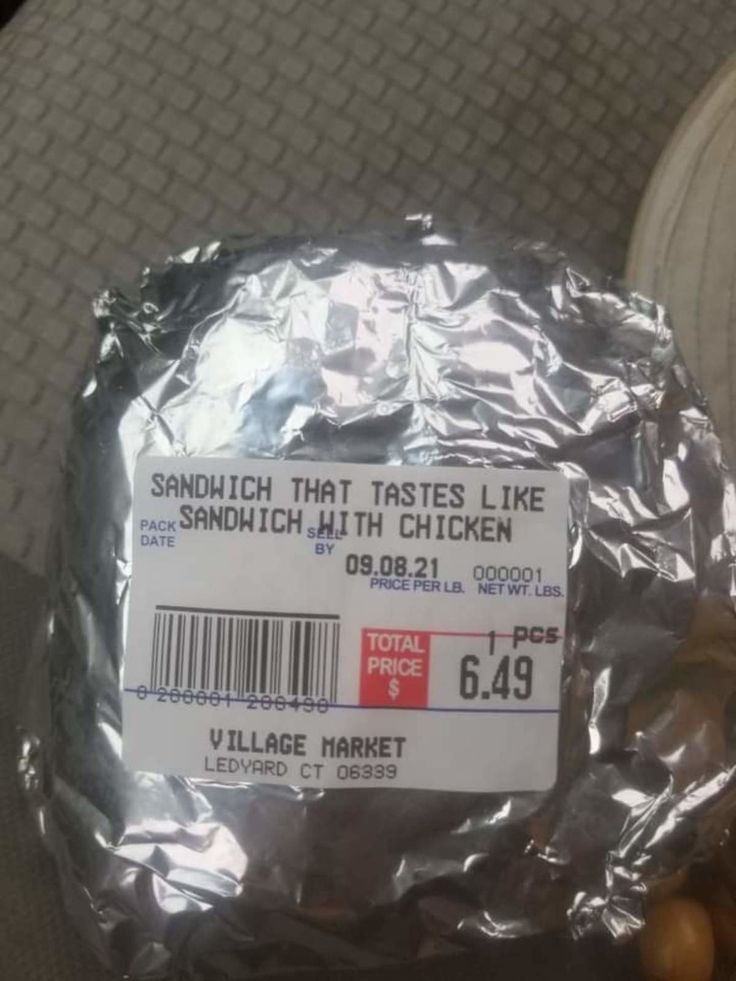 SANDWICH THAT TASTES LIKE
SANDWICH WITH CHICKEN
PACK DATE
SELL BY
09.08.21 000001
PRICE PER LB. NET WT. LBS.
1 PCS
TOTAL PRICE $
6.49
0 200001 200490
VILLAGE MARKET
LEDYARD CT 06339